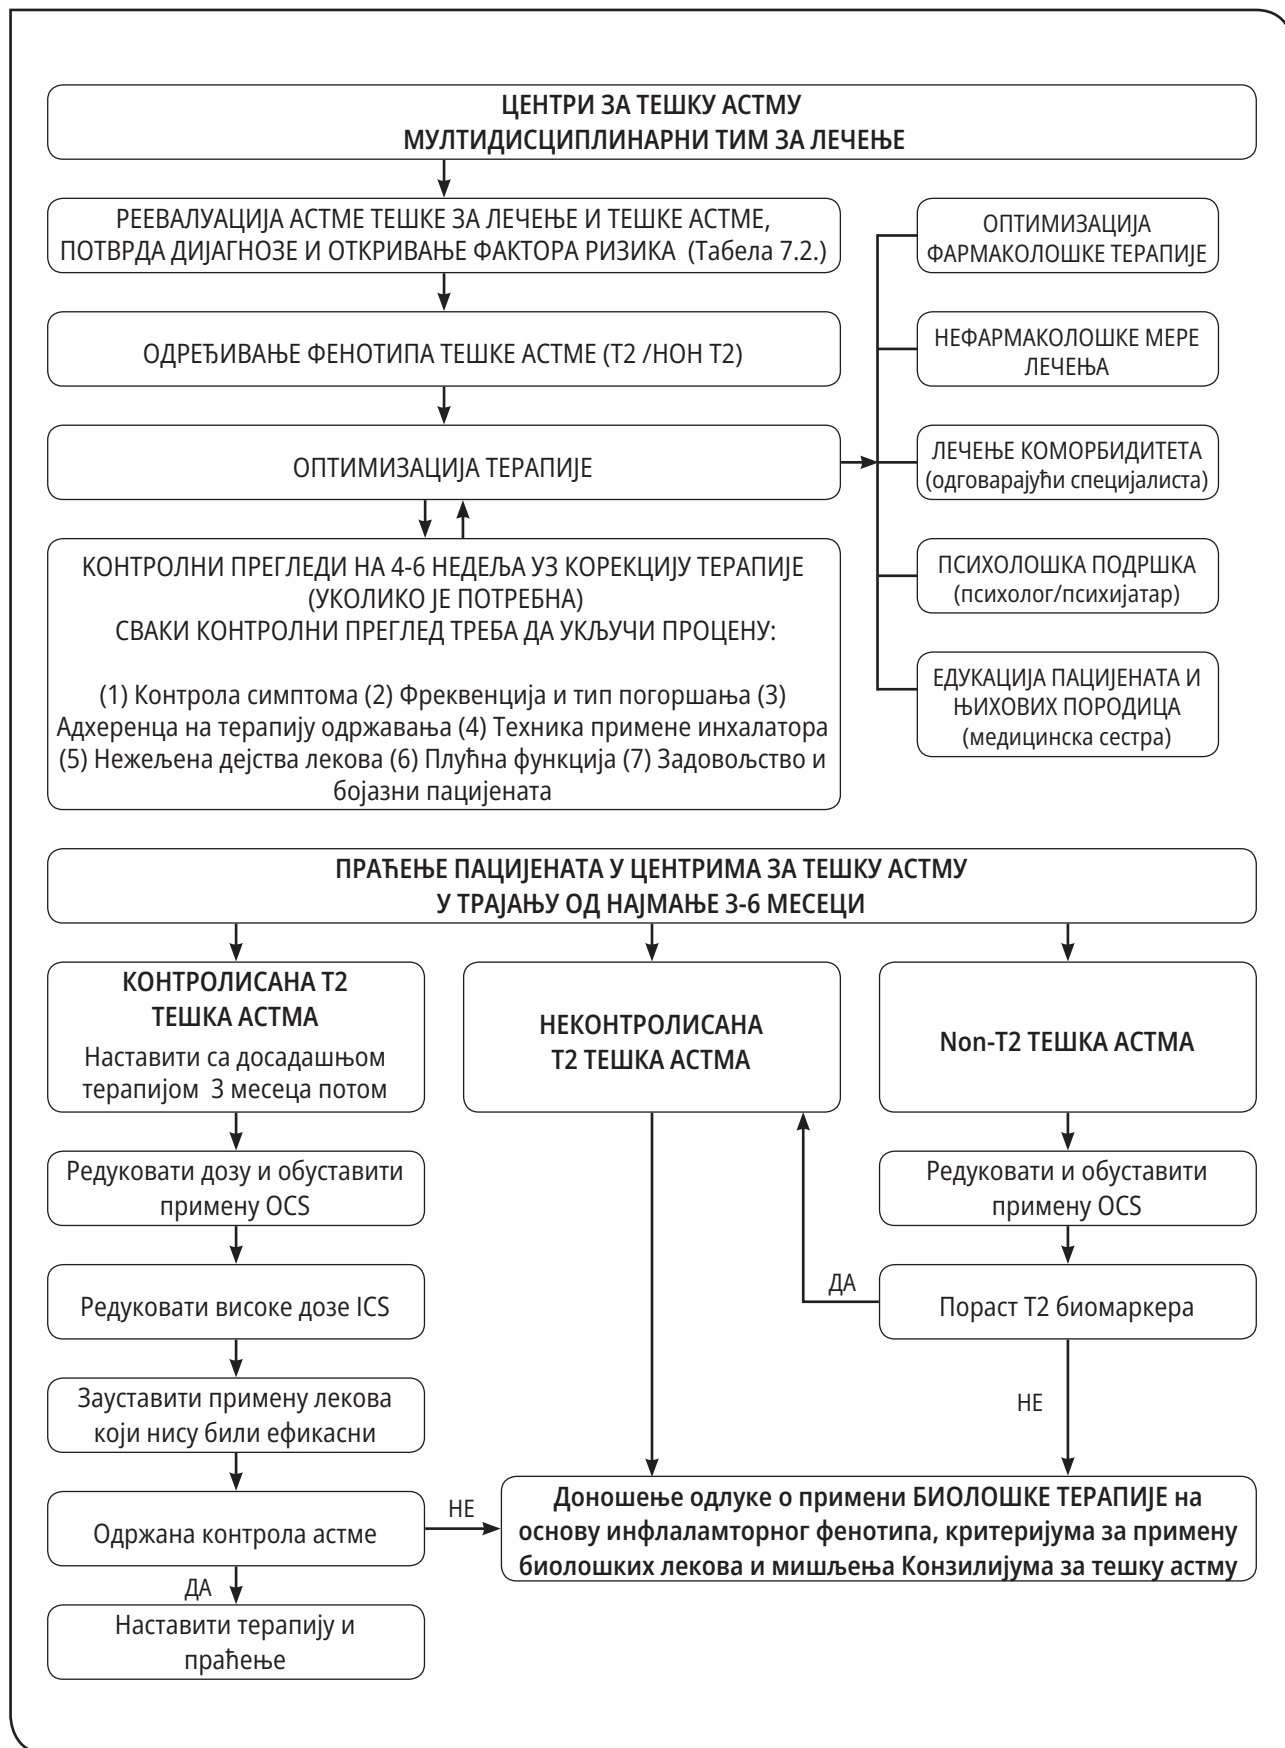 ЦЕНТРИ ЗА ТЕШКУ АСТМУ
МУЛТИДИСЦИПЛИНАРНИ ТИМ ЗА ЛЕЧЕЊЕ
РЕЕВАЛУАЦИЈА АСТМЕ ТЕШКЕ ЗА ЛЕЧЕЊЕ И ТЕШКЕ АСТМЕ,
ПОТВРДА ДИЈАГНОЗЕ И ОТКРИВАЊЕ ФАКТОРА РИЗИКА (Табела 7.2.)
ОДРЕЂИВАЊЕ ФЕНОТИПА ТЕШКЕ АСТМЕ (Т2 /НОН Т2)
ОПТИМИЗАЦИЈА ТЕРАПИЈЕ
КОНТРОЛНИ ПРЕГЛЕДИ НА 4-6 НЕДЕЉА УЗ КОРЕКЦИЈУ ТЕРАПИЈЕ
(УКОЛИКО ЈЕ ПОТРЕБНА)
СВАКИ КОНТРОЛНИ ПРЕГЛЕД ТРЕБА ДА УКЉУЧИ ПРОЦЕНУ:
(1) Контрола симптома (2) Фреквенција и тип погоршања (3)
Адхеренца на терапију одржавања (4) Техника примене инхалатора
(5) Нежељена дејства лекова (6) Плућна функција (7) Задовољство и
бојазни пацијената
ОПТИМИЗАЦИЈА
ФАРМАКОЛОШКЕ ТЕРАПИЈЕ
НЕФАРМАКОЛОШКЕ МЕРЕ
ЛЕЧЕЊА
ЛЕЧЕЊЕ КОМОРБИДИТЕТА
(одговарајући специјалиста)
ПСИХОЛОШКА ПОДРШКА
(психолог/психијатар)
ЕДУКАЦИЈА ПАЦИЈЕНАТА И
ЊИХОВИХ ПОРОДИЦА
(медицинска сестра)
ПРАЋЕЊЕ ПАЦИЈЕНАТА У ЦЕНТРИМА ЗА ТЕШКУ АСТМУ
У ТРАЈАЊУ ОД НАЈМАЊЕ 3-6 МЕСЕЦИ
КОНТРОЛИСАНА Т2
ТЕШКА АСТМА
Наставити са досадашњом
терапијом 3 месеца потом
Редуковати дозу и обуставити
примену OCS
Редуковати високе дозе ICS
Зауставити примену лекова
који нису били ефикасни
Одржана контрола астме
НЕ
ДА
Наставити терапију и
праћење
НЕКОНТРОЛИСАНА
Т2 ТЕШКА АСТМА
Non-T2 ТЕШКА АСТМА
Редуковати и обуставити
примену OCS
ДА
Пораст Т2 биомаркера
НЕ
Доношење одлуке о примени БИОЛОШКЕ ТЕРАПИЈЕ на
основу инфлаламторног фенотипа, критеријума за примену
биолошких лекова и мишљења Конзилијума за тешку астму